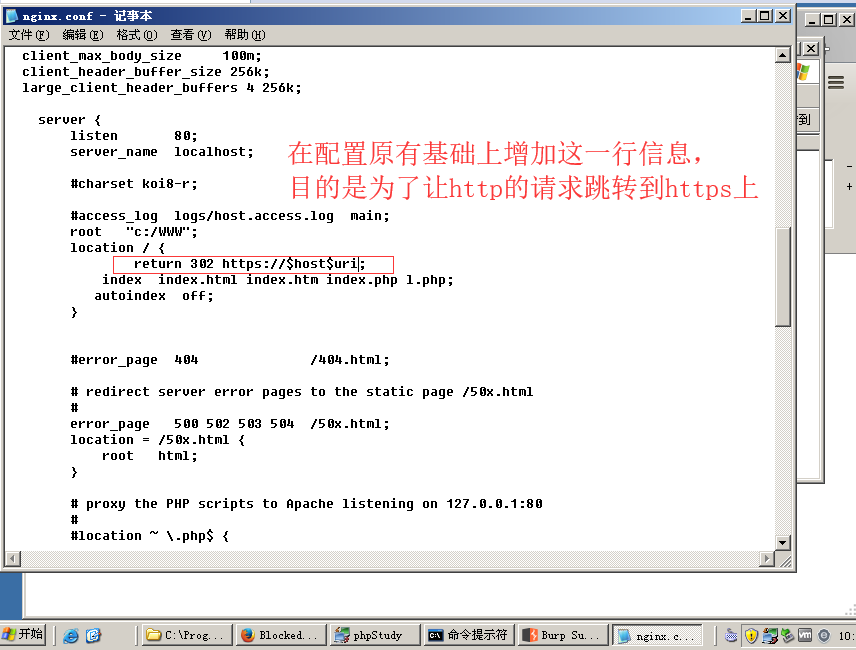 nginx.conf - 记事本
文件(F) 编辑(E) 格式(O) 查看(V) 帮助(H)
client_max_body_size     100m;
client_header_buffer_size 256k;
large_client_header_buffers 4 256k;
server {
listen       80;
server_name  localhost;
在配置原有基础上增加这一行信息，
目的是为了让http的请求跳转到https上
#charset koi8-r;
#access_log  logs/host.access.log  main;
root   "c:/WWW";
location / {
return 302 https://$host$uri;
index  index.html index.htm index.php l.php;
autoindex  off;
}
#error_page  404              /404.html;
# redirect server error pages to the static page /50x.html
#
error_page   500 502 503 504  /50x.html;
location = /50x.html {
root   html;
}
# proxy the PHP scripts to Apache listening on 127.0.0.1:80
#
#location ~ \.php$ {
到
开始
C:\Prog...
Blocked...
phpStudy
命令提示符
Burp Su...
nginx.c...
10: